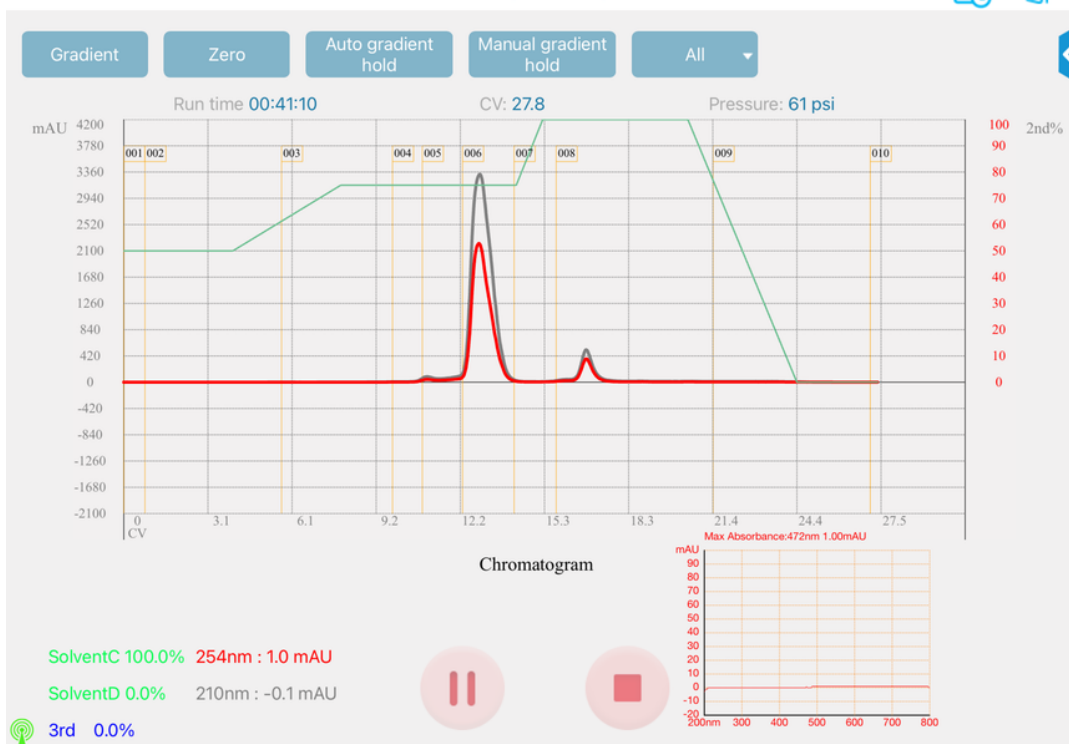 Gradient Zero Auto gradient hold Manual gradient hold All
Run time 00:41:10 CV: 27.8 Pressure: 61 psi
mAU 4200 100 2nd%
3780 001 002 003 004 005 006 007 008 009 010 90
3360 80
2940 70
2520 60
2100 50
1680 40
1260 30
840 20
420 10
0 0
-420
-840
-1260
-1680
-2100
0 3.1 6.1 9.2 12.2 15.3 18.3 21.4 24.4 27.5
CV
Max Absorbance:472nm 1.00mAU
Chromatogram
mAU
90
80
70
60
50
40
30
20
10
0
-10
-20
200nm 300 400 500 600 700 800
SolventC 100.0% 254nm : 1.0 mAU
SolventD 0.0% 210nm : -0.1 mAU
3rd 0.0%